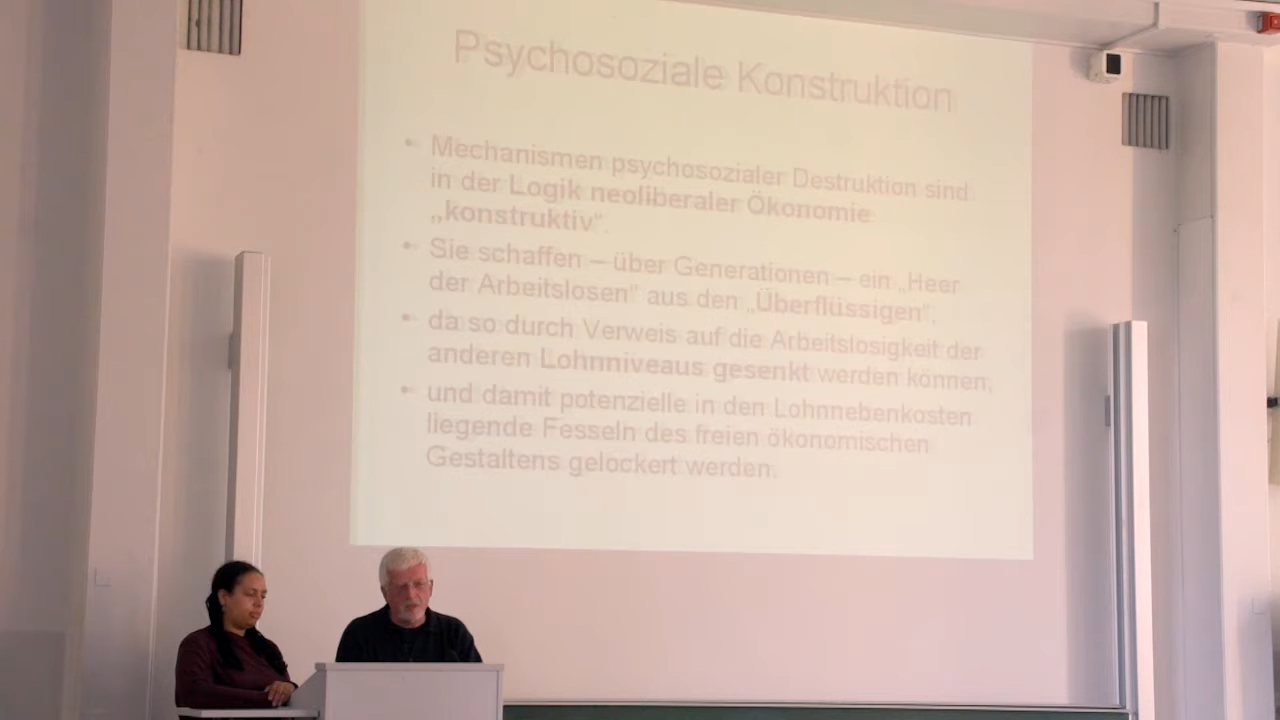 Psychosoziale Konstruktion
• Mechanismen psychosozialer Destruktion sind
in der Logik neoliberaler Ökonomie
„konstruktiv“.
• Sie schaffen – über Generationen – ein „Heer
der Arbeitslosen“ aus den „Überflüssigen“,
• da so durch Verweis auf die Arbeitslosigkeit der
anderen Lohnniveaus gesenkt werden können,
• und damit potenzielle in den Lohnnebenkosten
liegende Fesseln des freien ökonomischen
Gestaltens gelockert werden.